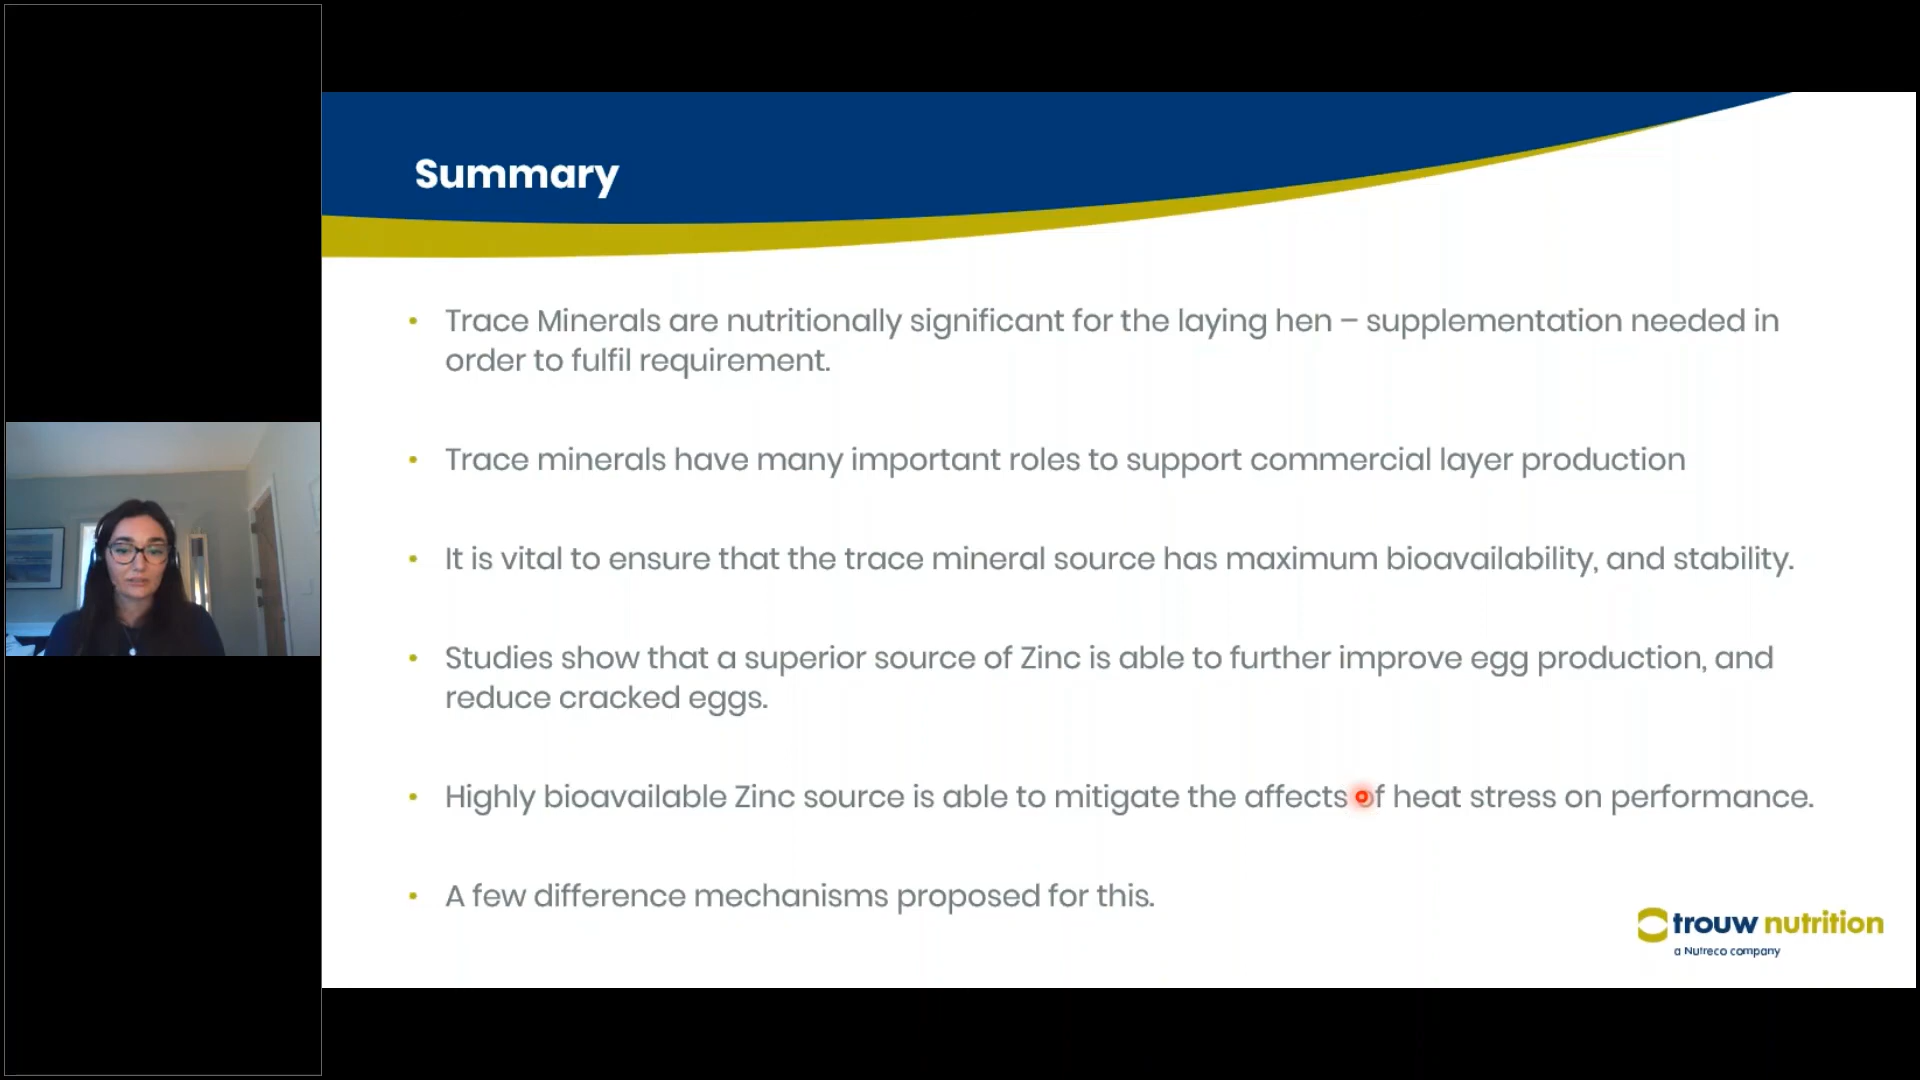 Summary
• Trace Minerals are nutritionally significant for the laying hen – supplementation needed in
order to fulfil requirement.
• Trace minerals have many important roles to support commercial layer production
• It is vital to ensure that the trace mineral source has maximum bioavailability, and stability.
• Studies show that a superior source of Zinc is able to further improve egg production, and
reduce cracked eggs.
• Highly bioavailable Zinc source is able to mitigate the affects of heat stress on performance.
• A few difference mechanisms proposed for this.
trouw nutrition
a Nutreco company